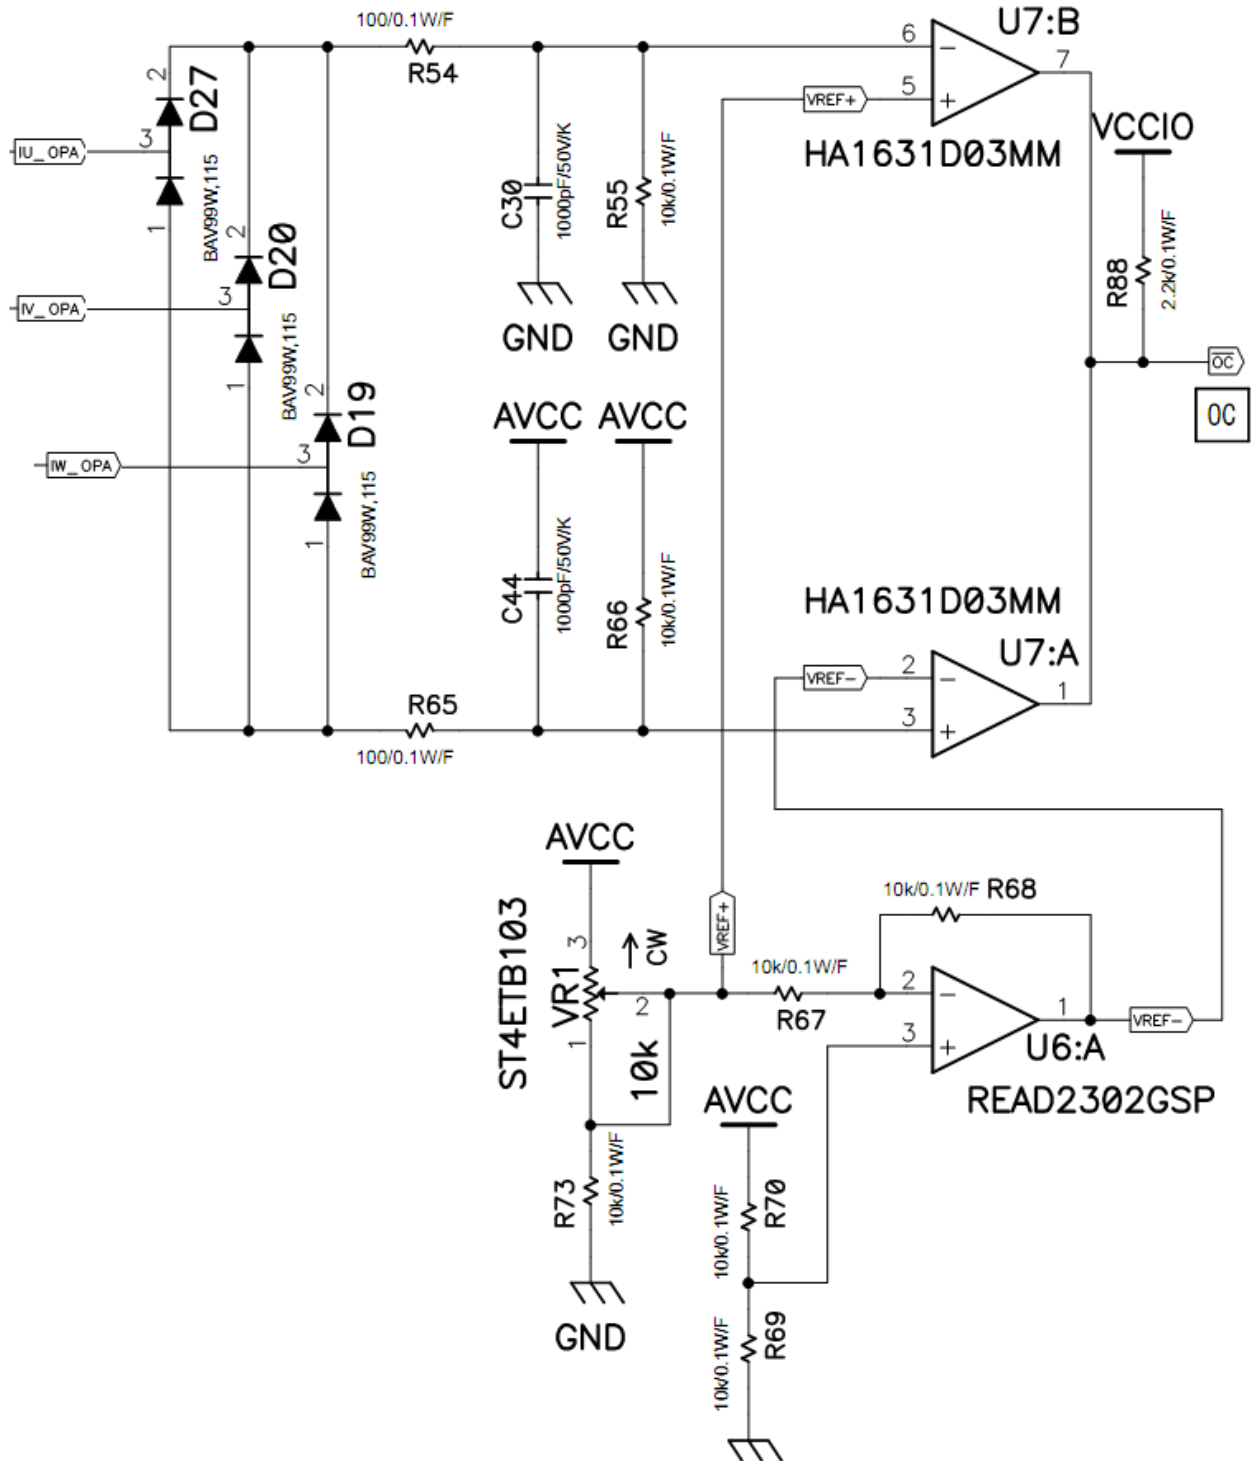 100/0.1W/F
R54
U7:B
6
7
2
D27
3
IU_OPA
1
BAV99W,115
VREF+
5
HA1631D03MM
VCCIO
C30
1000pF/50V/K
R55
10k/0.1W/F
GND
GND
R88
2.2k/0.1W/F
2
D20
3
IV_OPA
1
BAV99W,115
OC
OC
AVCC
AVCC
2
D19
3
IW_OPA
1
BAV99W,115
C44
1000pF/50V/K
R66
10k/0.1W/F
HA1631D03MM
U7:A
VREF-
2
1
3
R65
100/0.1W/F
AVCC
ST4ETB103
3
VR1
CW
2
1
10k
VREF+
10k/0.1W/F
R67
10k/0.1W/F R68
2
1
3
VREF-
U6:A
READ2302GSP
AVCC
R73
10k/0.1W/F
GND
R70
10k/0.1W/F
R69
10k/0.1W/F